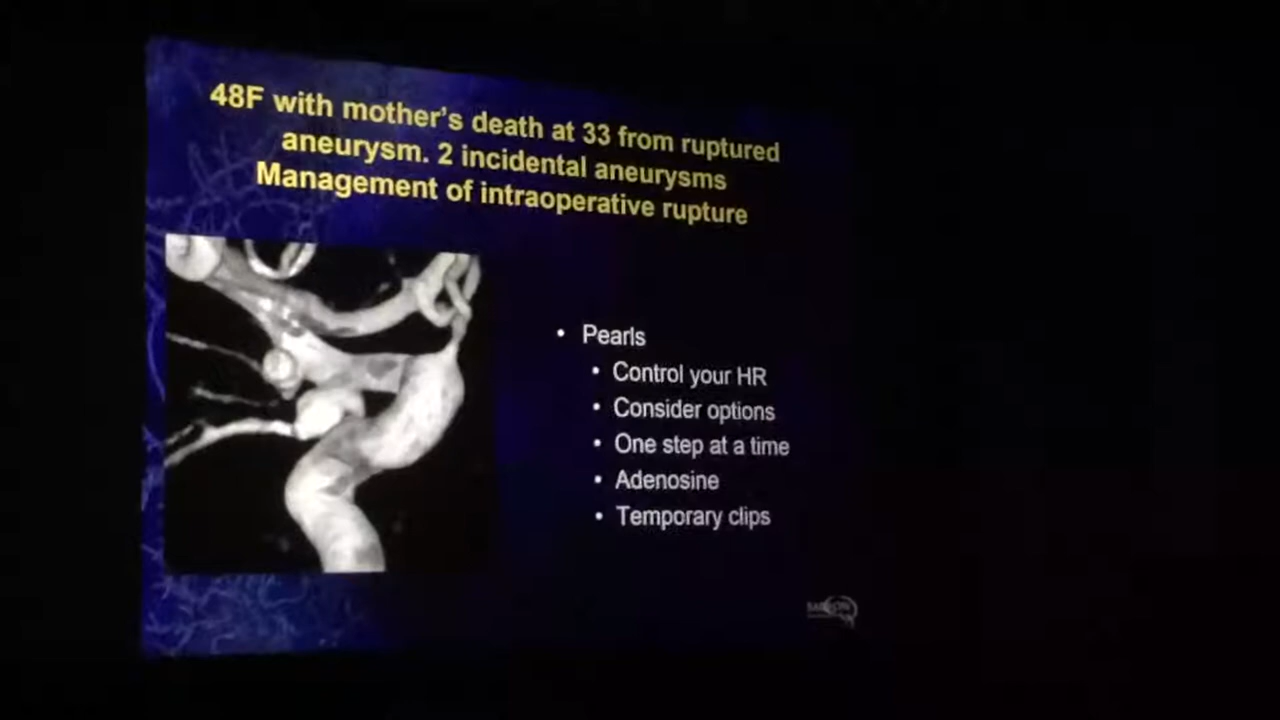 48F with mother's death at 33 from ruptured
aneurysm. 2 incidental aneurysms
Management of intraoperative rupture
• Pearls
• Control your HR
• Consider options
• One step at a time
• Adenosine
• Temporary clips